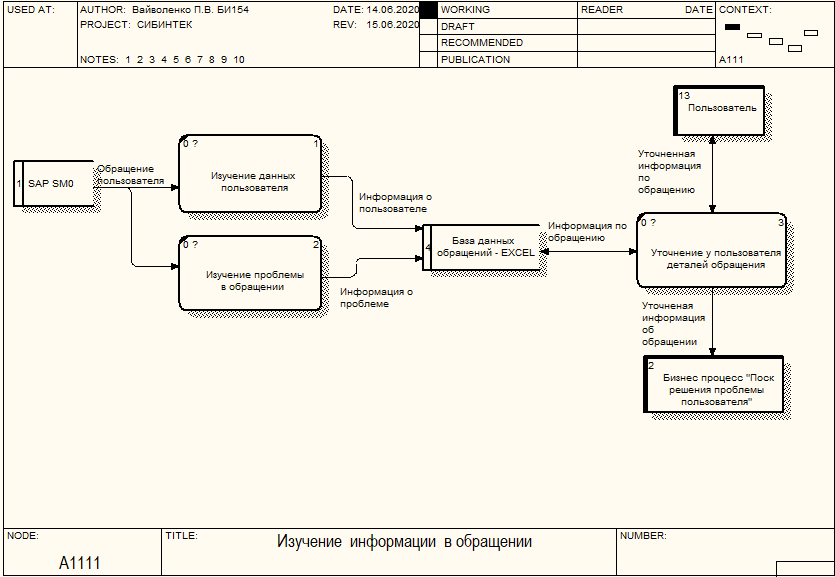 USED AT:
AUTHOR: Вайволенко П.В. БИ154
DATE: 14.06.2020
WORKING
READER
DATE
CONTEXT:
PROJECT: СИБИНТЕК
REV: 15.06.2020
DRAFT
RECOMMENDED
NOTES: 1 2 3 4 5 6 7 8 9 10
PUBLICATION
A111
13
Пользователь
0 ?
1
Изучение данных
пользователя
Обращение
пользователя
1
SAP SM0
Уточненная
информация
по
обращению
Информация о
пользователе
0 ?
2
Изучение проблемы
в обращении
4
База данных
обращений - EXCEL
Информация по
обращению
0 ?
3
Уточнение у пользователя
деталей обращения
Информация о
проблеме
Уточненая
информация
об
обращении
2
Бизнес процесс "Поск
решения проблемы
пользователя"
NODE:
A1111
TITLE:
Изучение информации в обращении
NUMBER: